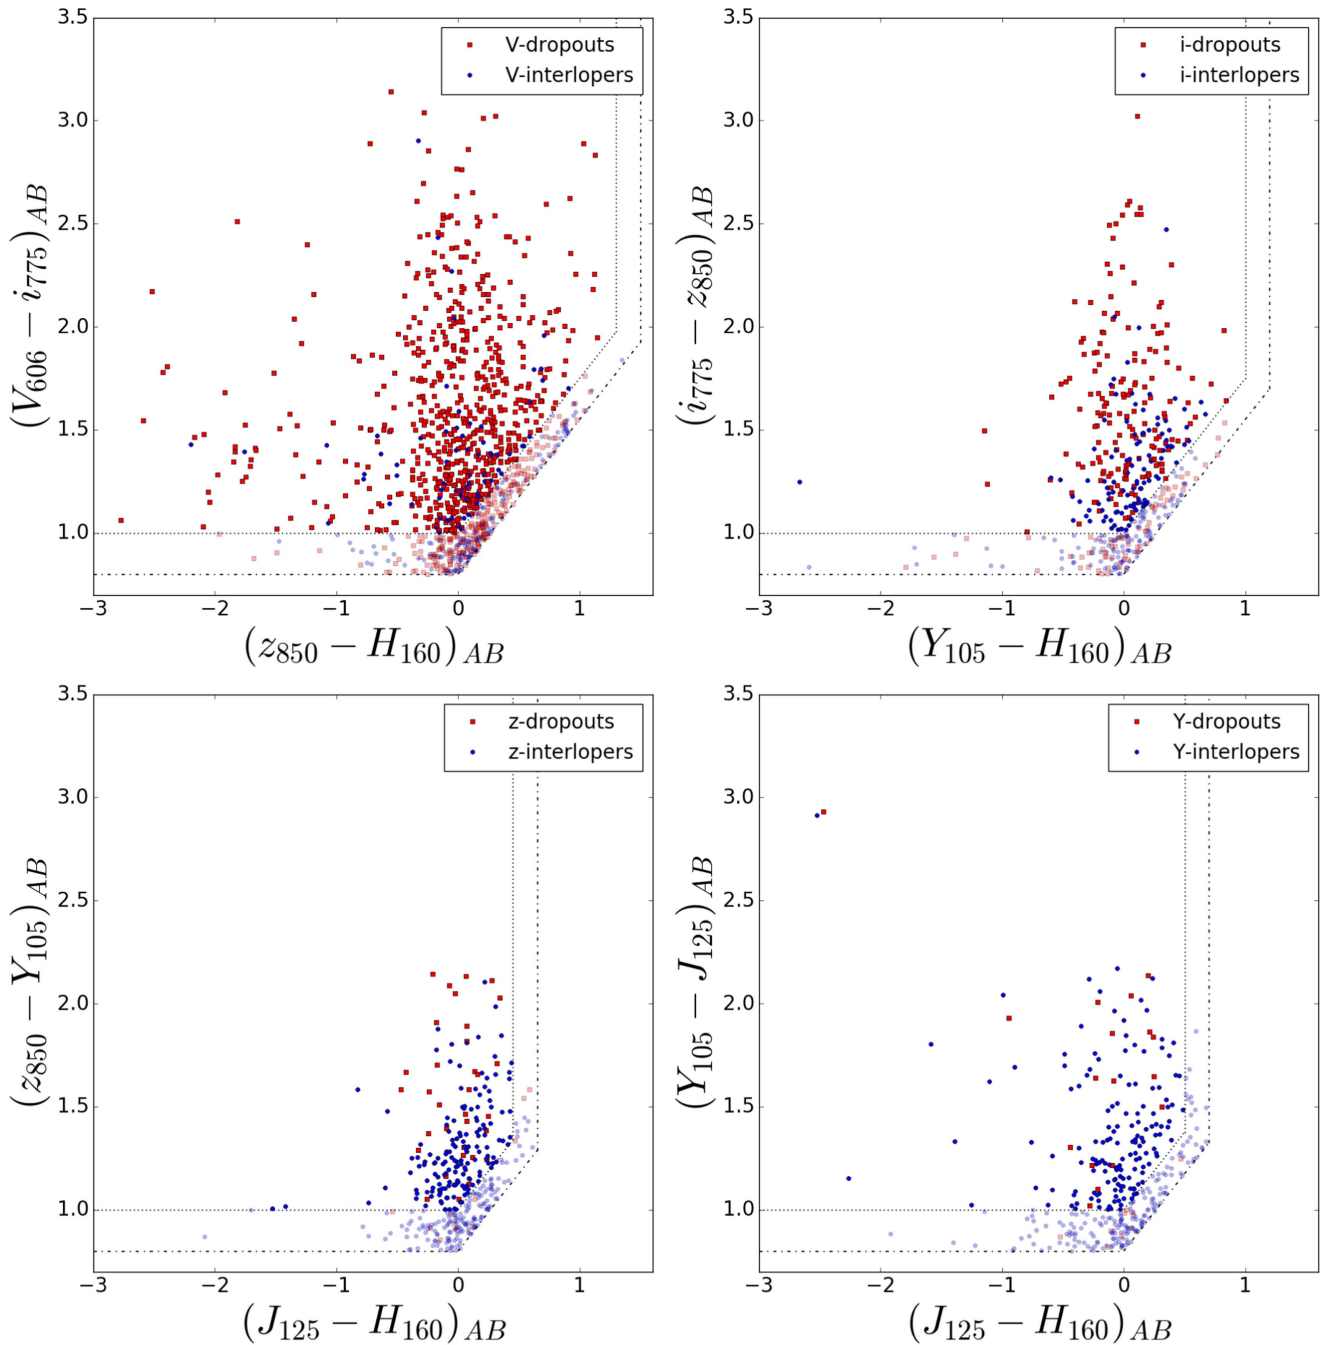 3.5
3.0
2.5
2.0
1.5
1.0
(V606 − i775)AB
V-dropouts
V-interlopers
−3 −2 −1 0 1
(z850 − H160)AB
3.5
3.0
2.5
2.0
1.5
1.0
(i775 − z850)AB
i-dropouts
i-interlopers
−3 −2 −1 0 1
(Y105 − H160)AB
3.5
3.0
2.5
2.0
1.5
1.0
(z850 − Y105)AB
z-dropouts
z-interlopers
−3 −2 −1 0 1
(J125 − H160)AB
3.5
3.0
2.5
2.0
1.5
1.0
(Y105 − J125)AB
Y-dropouts
Y-interlopers
−3 −2 −1 0 1
(J125 − H160)AB